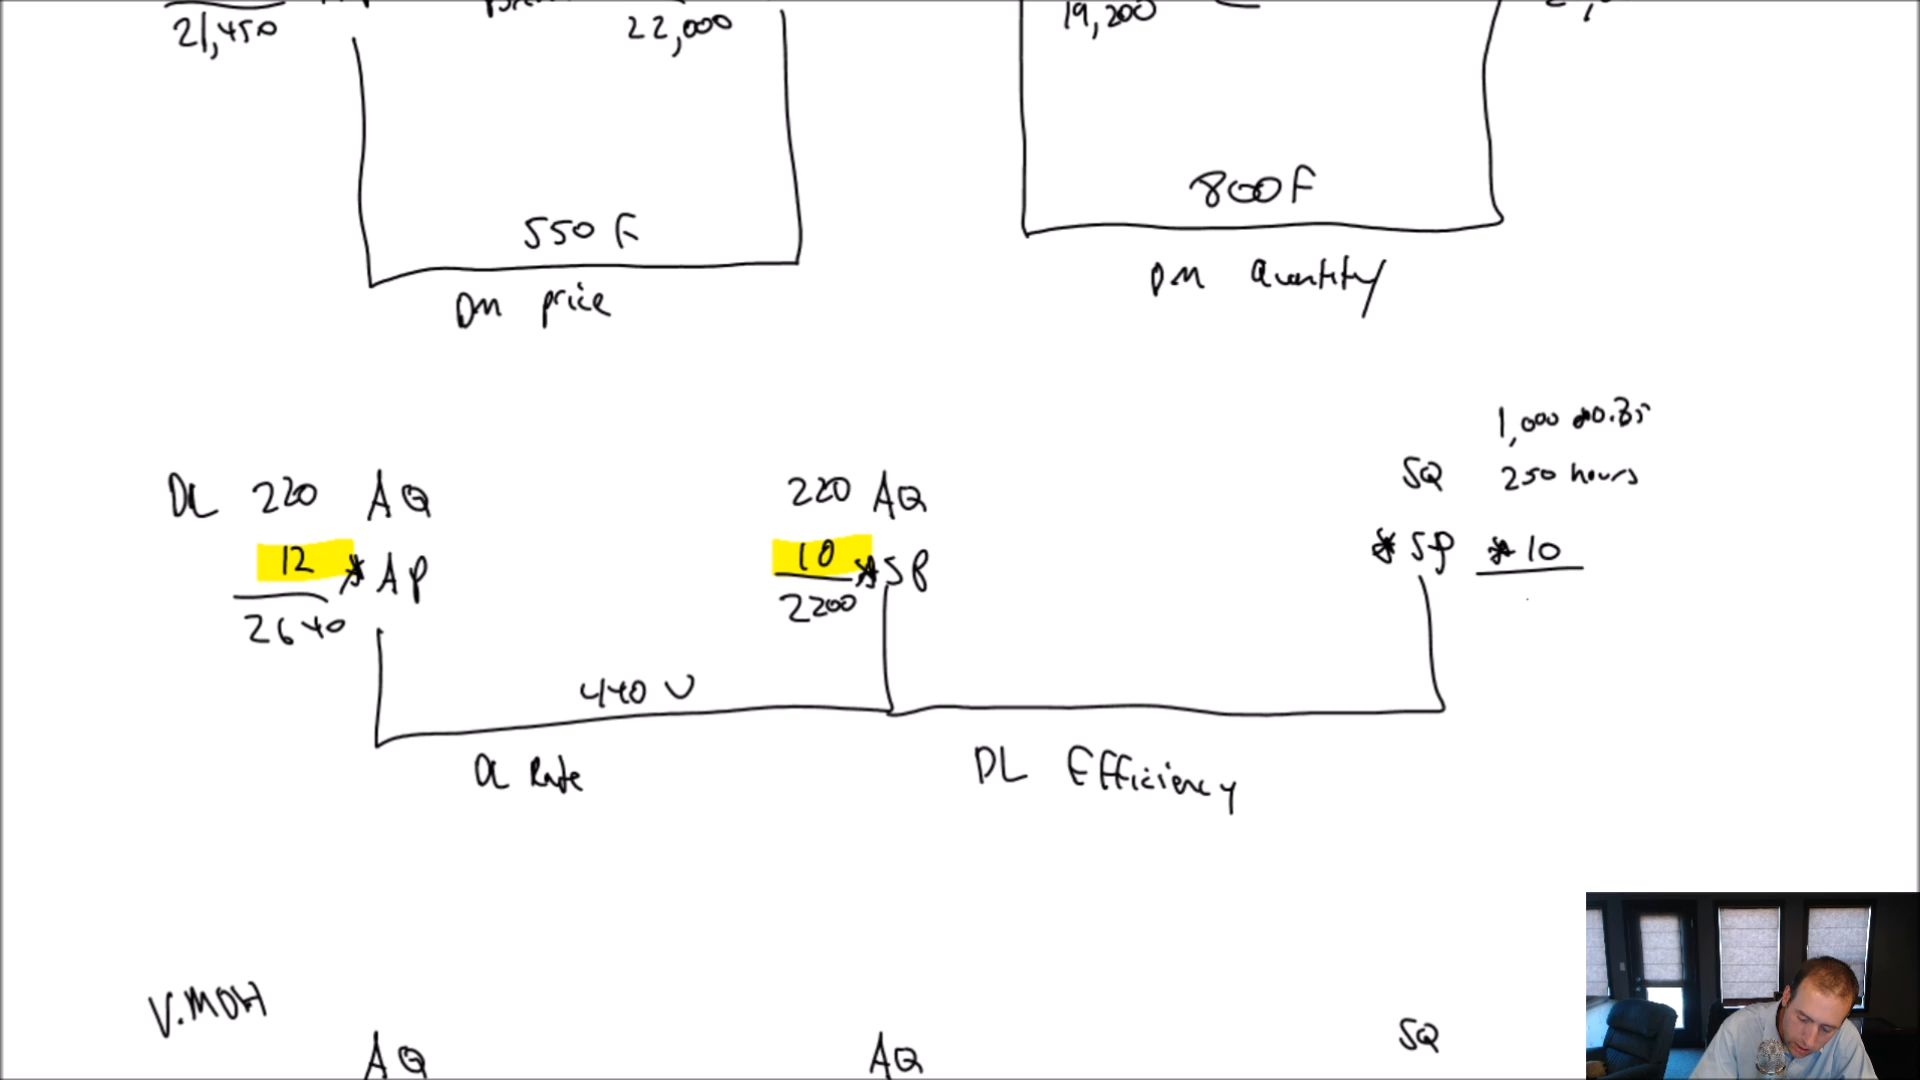 21,450
22,000
19,200
550 F
DM price
800 F
DM Quantity
1,000 * 0.25
DL 220 AQ
220 AQ
SQ 250 hours
12 * AP
10 * SP
* SP * 10
2640
2200
440 U
DL Rate
DL Efficiency
V.MOH
AQ
AQ
SQ